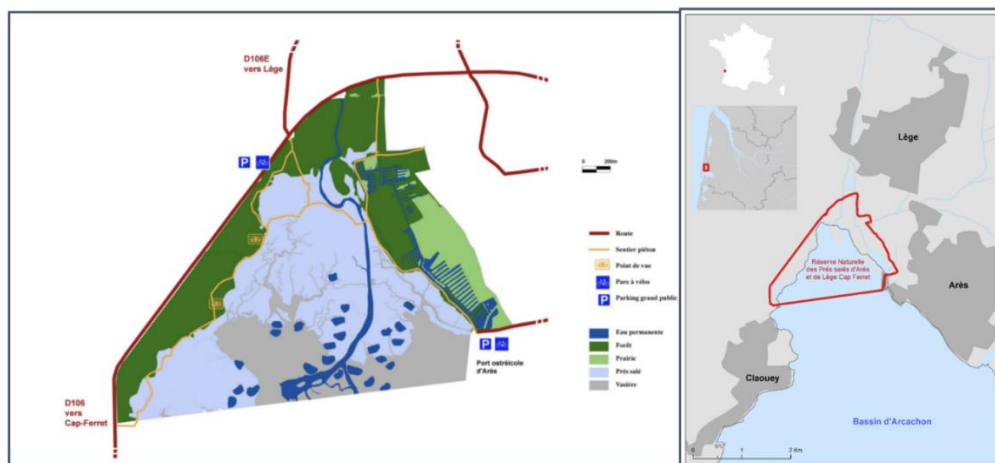 D106E
vers Lège
P
P
0 200m
Route
Sentier piéton
Point de vue
Parc à vélos
P Parking grand public
Eau permanente
Forêt
Prairie
Prés salé
Vasière
Port ostréicole
d'Arès
D106
vers
Cap-Ferret
Lège
Réserve Naturelle
des Prés salés d'Arès
et de Lège Cap Ferret
Arès
Claouey
Bassin d'Arcachon
0 1 2 Km